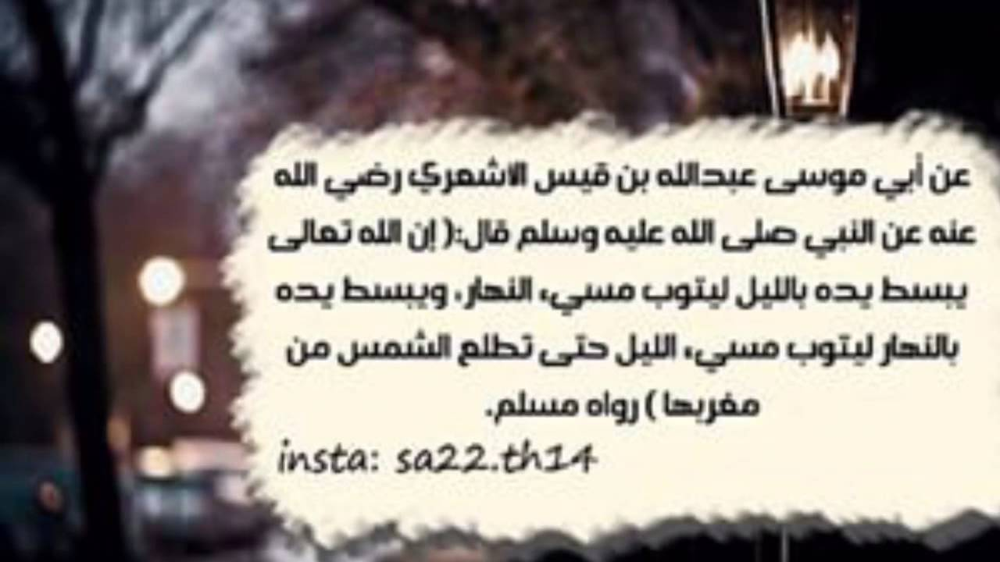 عن أبي موسى عبدالله بن قيس الاشعري رضي الله
عنه عن النبي صلى الله عليه وسلم قال:( إن الله تعالى
يبسط يده بالليل ليتوب مسيء النهار، ويبسط يده
بالنهار ليتوب مسيء الليل حتى تطلع الشمس من
مغربها ) رواه مسلم.
insta: sa22.th14